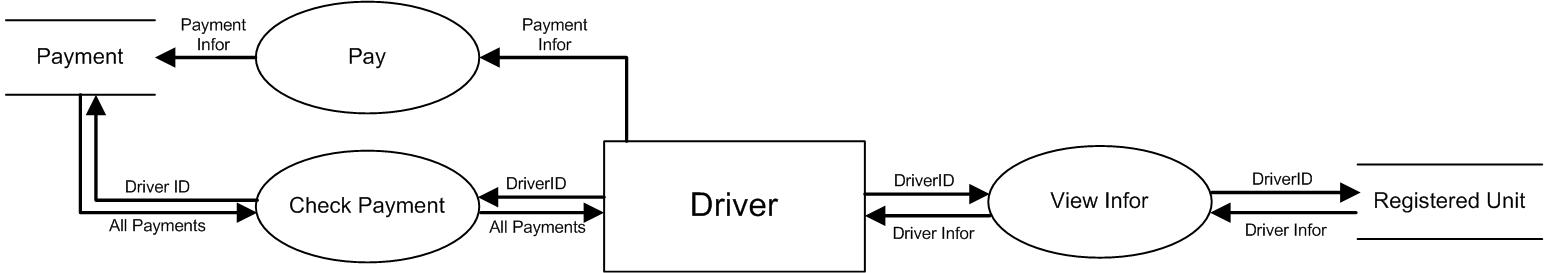 Payment
Infor
Payment
Infor
Payment
Pay
Driver ID
All Payments
Check Payment
DriverID
All Payments
Driver
DriverID
Driver Infor
View Infor
DriverID
Driver Infor
Registered Unit